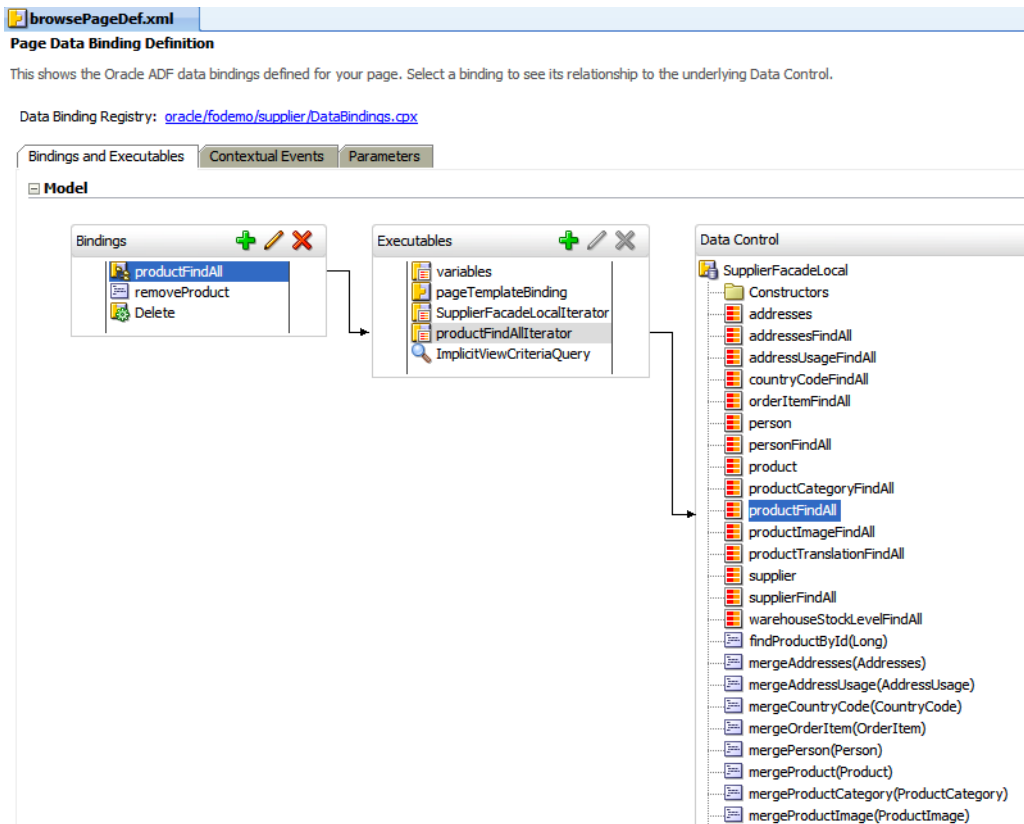 browsePageDef.xml
Page Data Binding Definition
This shows the Oracle ADF data bindings defined for your page. Select a binding to see its relationship to the underlying Data Control.
Data Binding Registry: oracle/fodemo/supplier/DataBindings.cpx
Bindings and Executables
Contextual Events
Parameters
Model
Bindings
productFindAll
removeProduct
Delete
Executables
variables
pageTemplateBinding
SupplierFacadeLocalIterator
productFindAllIterator
ImplicitViewCriteriaQuery
Data Control
SupplierFacadeLocal
Constructors
addresses
addressesFindAll
addressUsageFindAll
countryCodeFindAll
orderItemFindAll
person
personFindAll
product
productCategoryFindAll
productFindAll
productImageFindAll
productTranslationFindAll
supplier
supplierFindAll
warehouseStockLevelFindAll
findProductById(Long)
mergeAddresses(Addresses)
mergeAddressUsage(AddressUsage)
mergeCountryCode(CountryCode)
mergeOrderItem(OrderItem)
mergePerson(Person)
mergeProduct(Product)
mergeProductCategory(ProductCategory)
mergeProductImage(ProductImage)